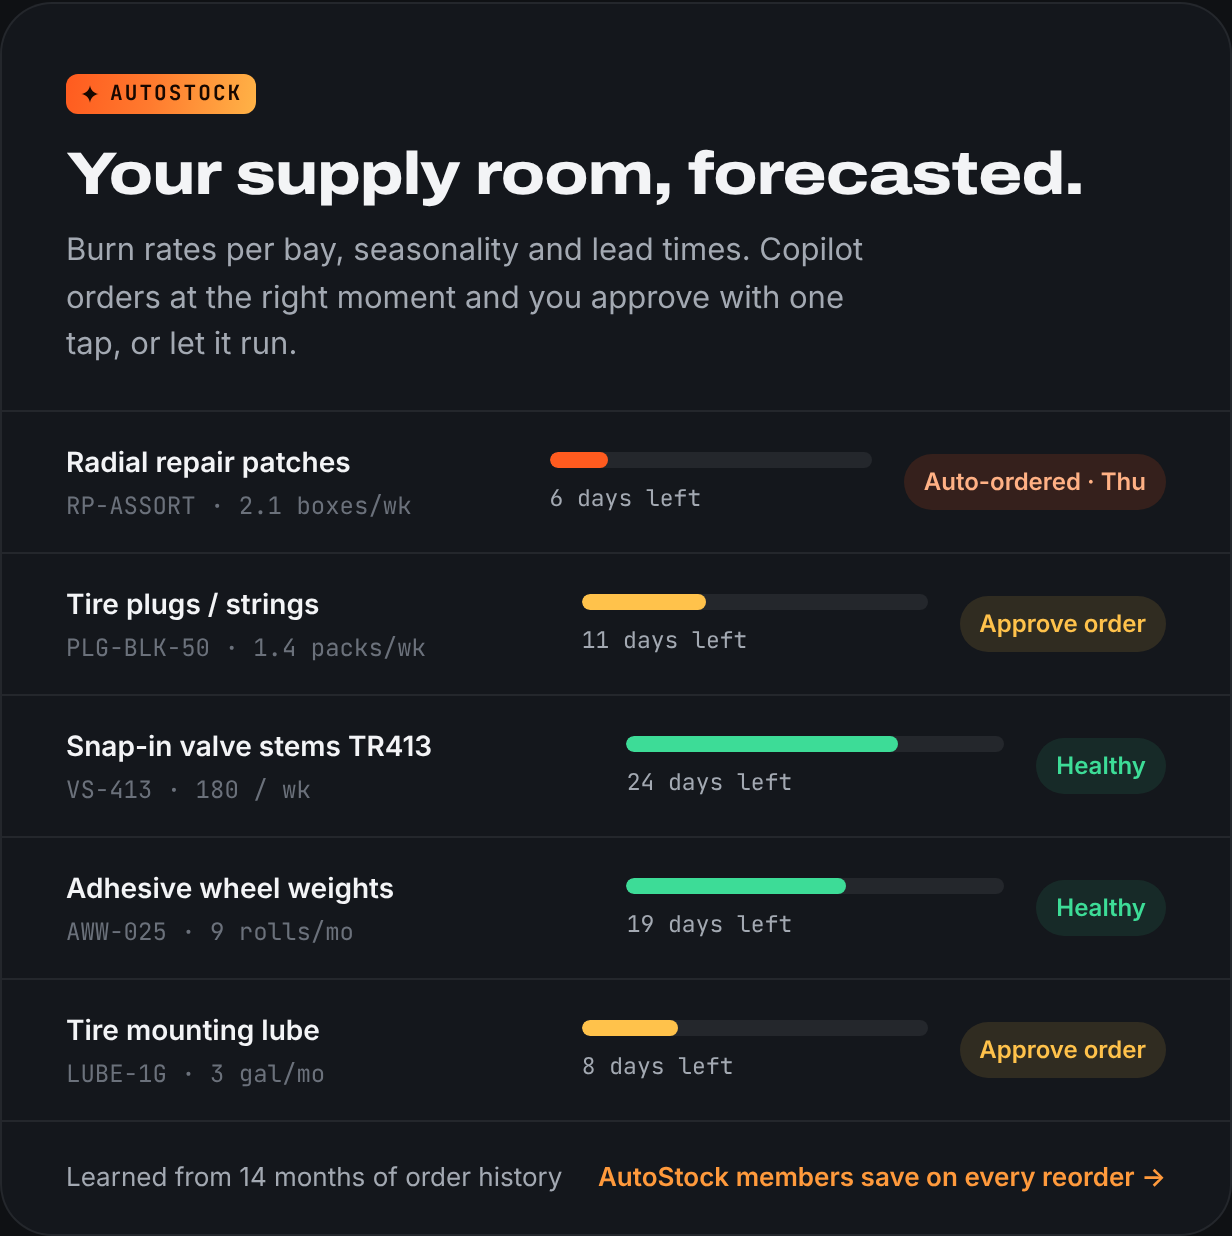 ✦ AUTOSTOCK
Your supply room, forecasted.
Burn rates per bay, seasonality and lead times. Copilot
orders at the right moment and you approve with one
tap, or let it run.
Radial repair patches
RP-ASSORT · 2.1 boxes/wk
6 days left
Auto-ordered · Thu
Tire plugs / strings
PLG-BLK-50 · 1.4 packs/wk
11 days left
Approve order
Snap-in valve stems TR413
VS-413 · 180 / wk
24 days left
Healthy
Adhesive wheel weights
AWW-025 · 9 rolls/mo
19 days left
Healthy
Tire mounting lube
LUBE-1G · 3 gal/mo
8 days left
Approve order
Learned from 14 months of order history
AutoStock members save on every reorder →